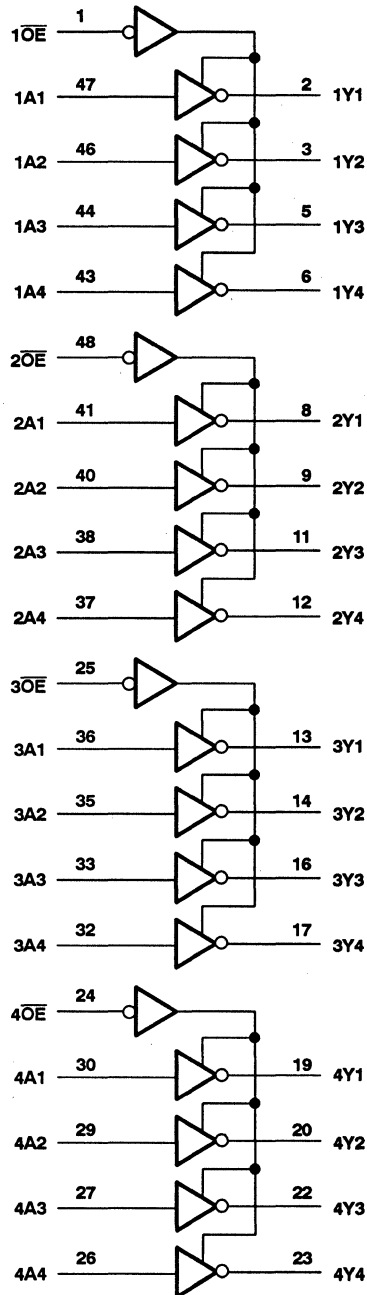 1OE 1
1A1 47 2 1Y1
1A2 46 3 1Y2
1A3 44 5 1Y3
1A4 43 6 1Y4
2OE 48
2A1 41 8 2Y1
2A2 40 9 2Y2
2A3 38 11 2Y3
2A4 37 12 2Y4
3OE 25
3A1 36 13 3Y1
3A2 35 14 3Y2
3A3 33 16 3Y3
3A4 32 17 3Y4
4OE 24
4A1 30 19 4Y1
4A2 29 20 4Y2
4A3 27 22 4Y3
4A4 26 23 4Y4